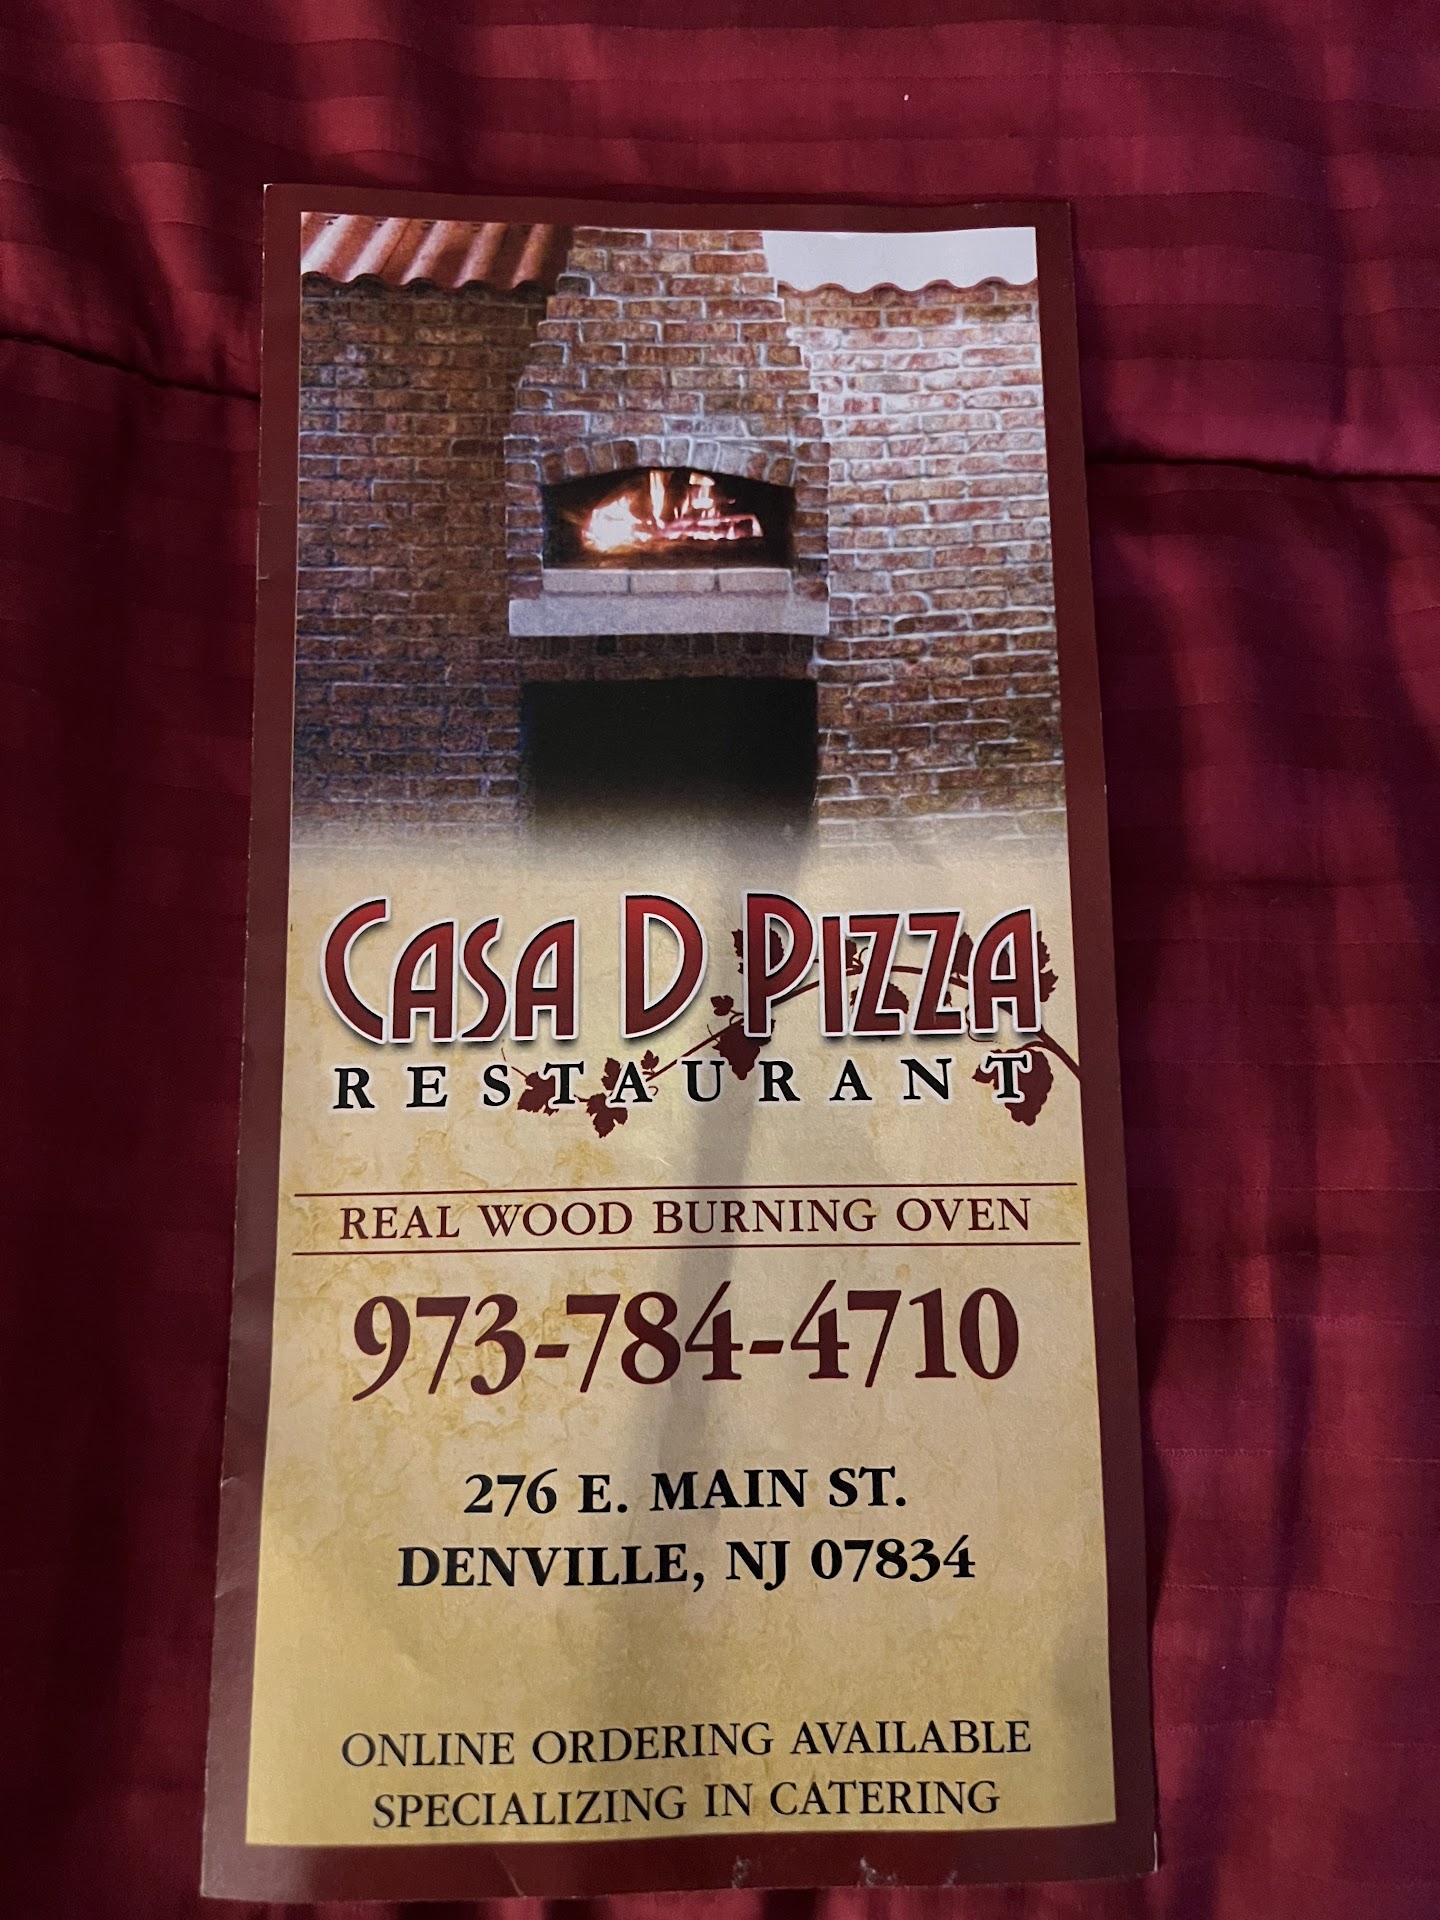 CASA D PIZZA
RESTAURANT
REAL WOOD BURNING OVEN
973-784-4710
276 E. MAIN ST.
DENVILLE, NJ 07834
ONLINE ORDERING AVAILABLE
SPECIALIZING IN CATERING